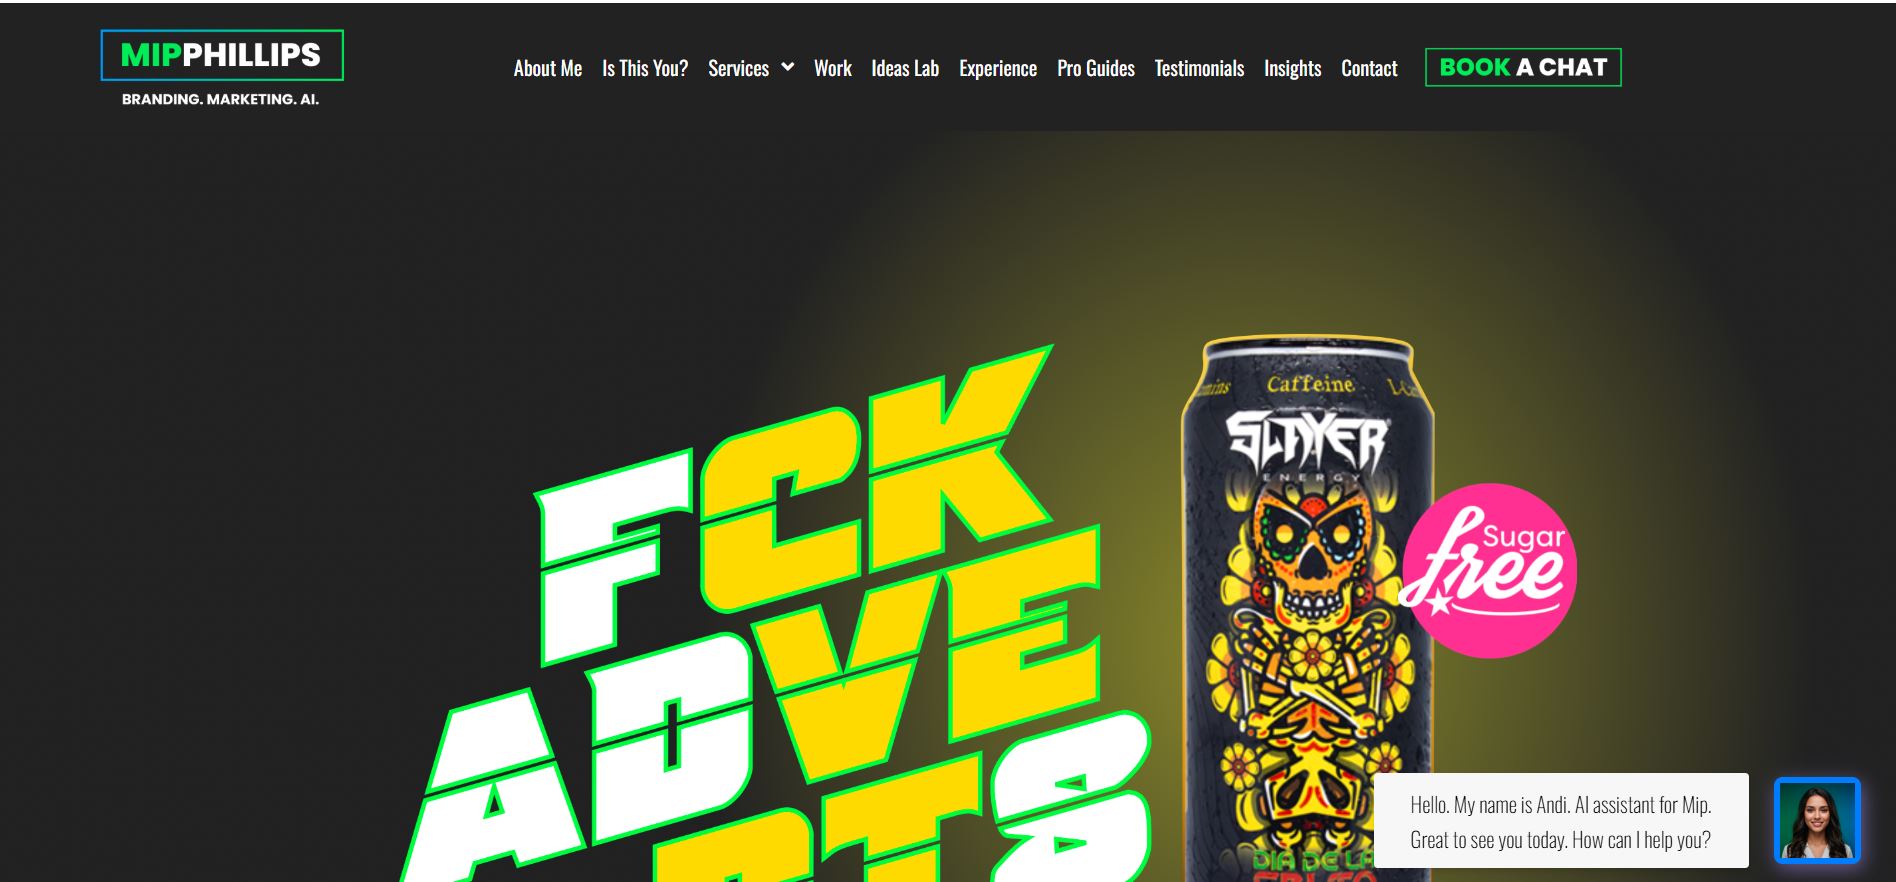 MIPPHILLIPS
BRANDING. MARKETING. AI.
About Me Is This You? Services Work Ideas Lab Experience Pro Guides Testimonials Insights Contact BOOK A CHAT
FCK
ADVE
RTS
Caffeine
SLAYER
ENERGY
Sugar
free
DIA DE LA
Hello. My name is Andi. AI assistant for Mip.
Great to see you today. How can I help you?